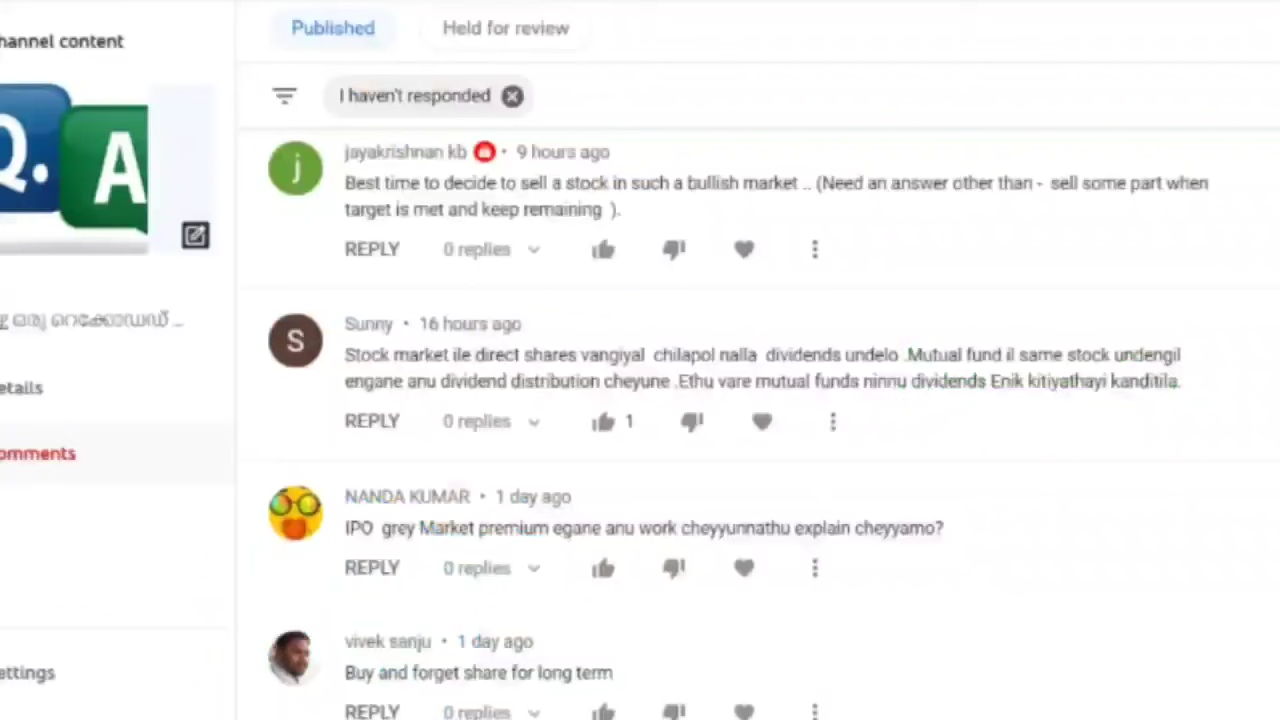 hannel content
Published
Held for review
I haven't responded
Q.
A
jayakrishnan kb • 9 hours ago
Best time to decide to sell a stock in such a bullish market .. (Need an answer other than - sell some part when
target is met and keep remaining ).
REPLY 0 replies
ഒരു റെക്കോഡഡ് ...
S
Sunny • 16 hours ago
Stock market ile direct shares vangiyal chilapol nalla dividends undelo .Mutual fund il same stock undengil
engane anu dividend distribution cheyune .Ethu vare mutual funds ninnu dividends Enik kitiyathayi kanditila.
REPLY 0 replies 1
etails
omments
NANDA KUMAR • 1 day ago
IPO grey Market premium egane anu work cheyyunnathu explain cheyyamo?
REPLY 0 replies
vivek sanju • 1 day ago
Buy and forget share for long term
ettings
REPLY 0 replies
j